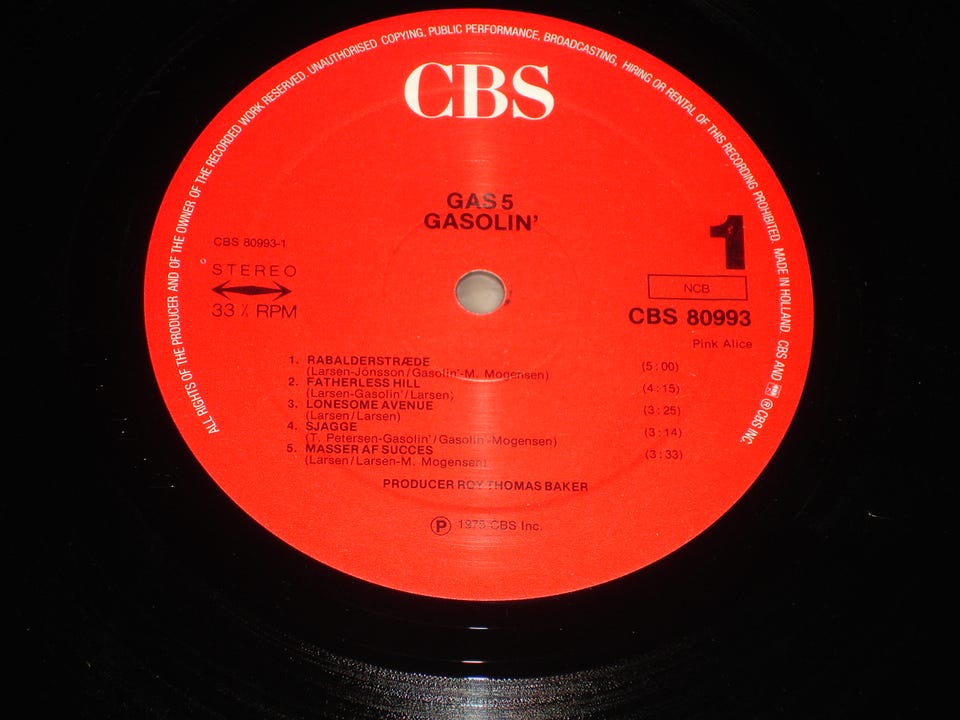 ALL RIGHTS OF THE PRODUCER AND OF THE OWNER OF THE RECORDED WORK RESERVED. UNAUTHORISED COPYING, PUBLIC PERFORMANCE, BROADCASTING, HIRING OR RENTAL OF THIS RECORDING PROHIBITED. MADE IN HOLLAND. CBS AND ® CBS INC.
CBS
GAS 5
GASOLIN'
CBS 80993-1
STEREO
33 ⅓ RPM
1
NCB
CBS 80993
Pink Alice
1. RABALDERSTRÆDE (5:00)
(Larsen-Jönsson/Gasolin'-M. Mogensen)
2. FATHERLESS HILL (4:15)
(Larsen-Gasolin'/Larsen)
3. LONESOME AVENUE (3:25)
(Larsen/Larsen)
4. SJAGGE (3:14)
(T. Petersen-Gasolin'/Gasolin'-Mogensen)
5. MASSER AF SUCCES (3:33)
(Larsen/Larsen-M. Mogensen)
PRODUCER ROY THOMAS BAKER
Ⓟ 1975 CBS Inc.